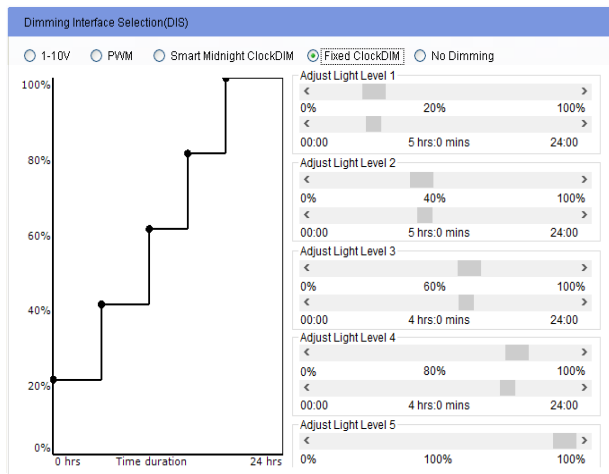 Dimming Interface Selection(DIS)
1-10V PWM Smart Midnight ClockDIM Fixed ClockDIM No Dimming
100%
80%
60%
40%
20%
0%
0 hrs Time duration 24 hrs
Adjust Light Level 1
0% 20% 100%
00:00 5 hrs:0 mins 24:00
Adjust Light Level 2
0% 40% 100%
00:00 5 hrs:0 mins 24:00
Adjust Light Level 3
0% 60% 100%
00:00 4 hrs:0 mins 24:00
Adjust Light Level 4
0% 80% 100%
00:00 4 hrs:0 mins 24:00
Adjust Light Level 5
0% 100% 100%